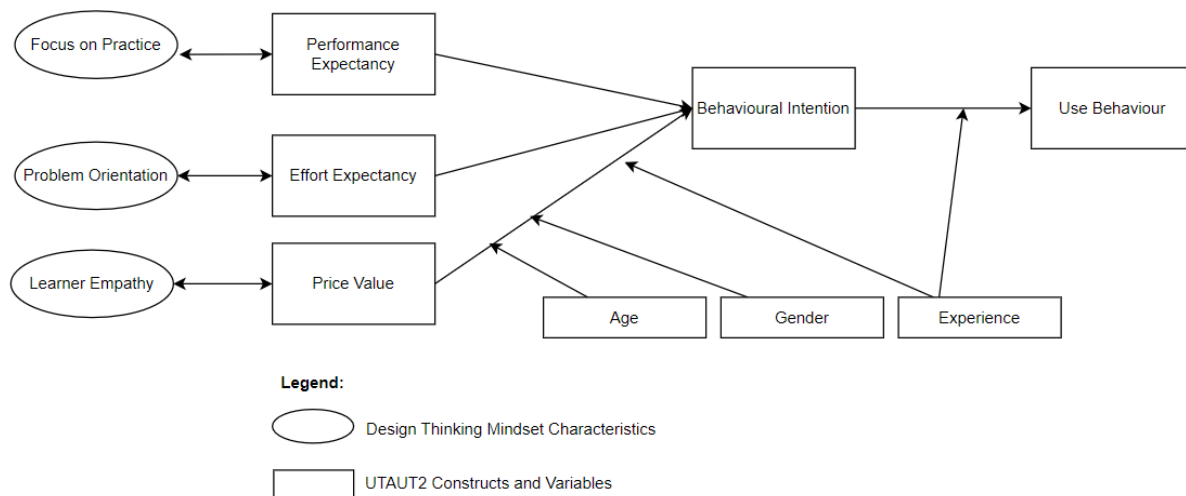 Focus on Practice
Performance
Expectancy
Behavioural Intention
Use Behaviour
Problem Orientation
Effort Expectancy
Learner Empathy
Price Value
Age
Gender
Experience
Legend:
Design Thinking Mindset Characteristics
UTAUT2 Constructs and Variables